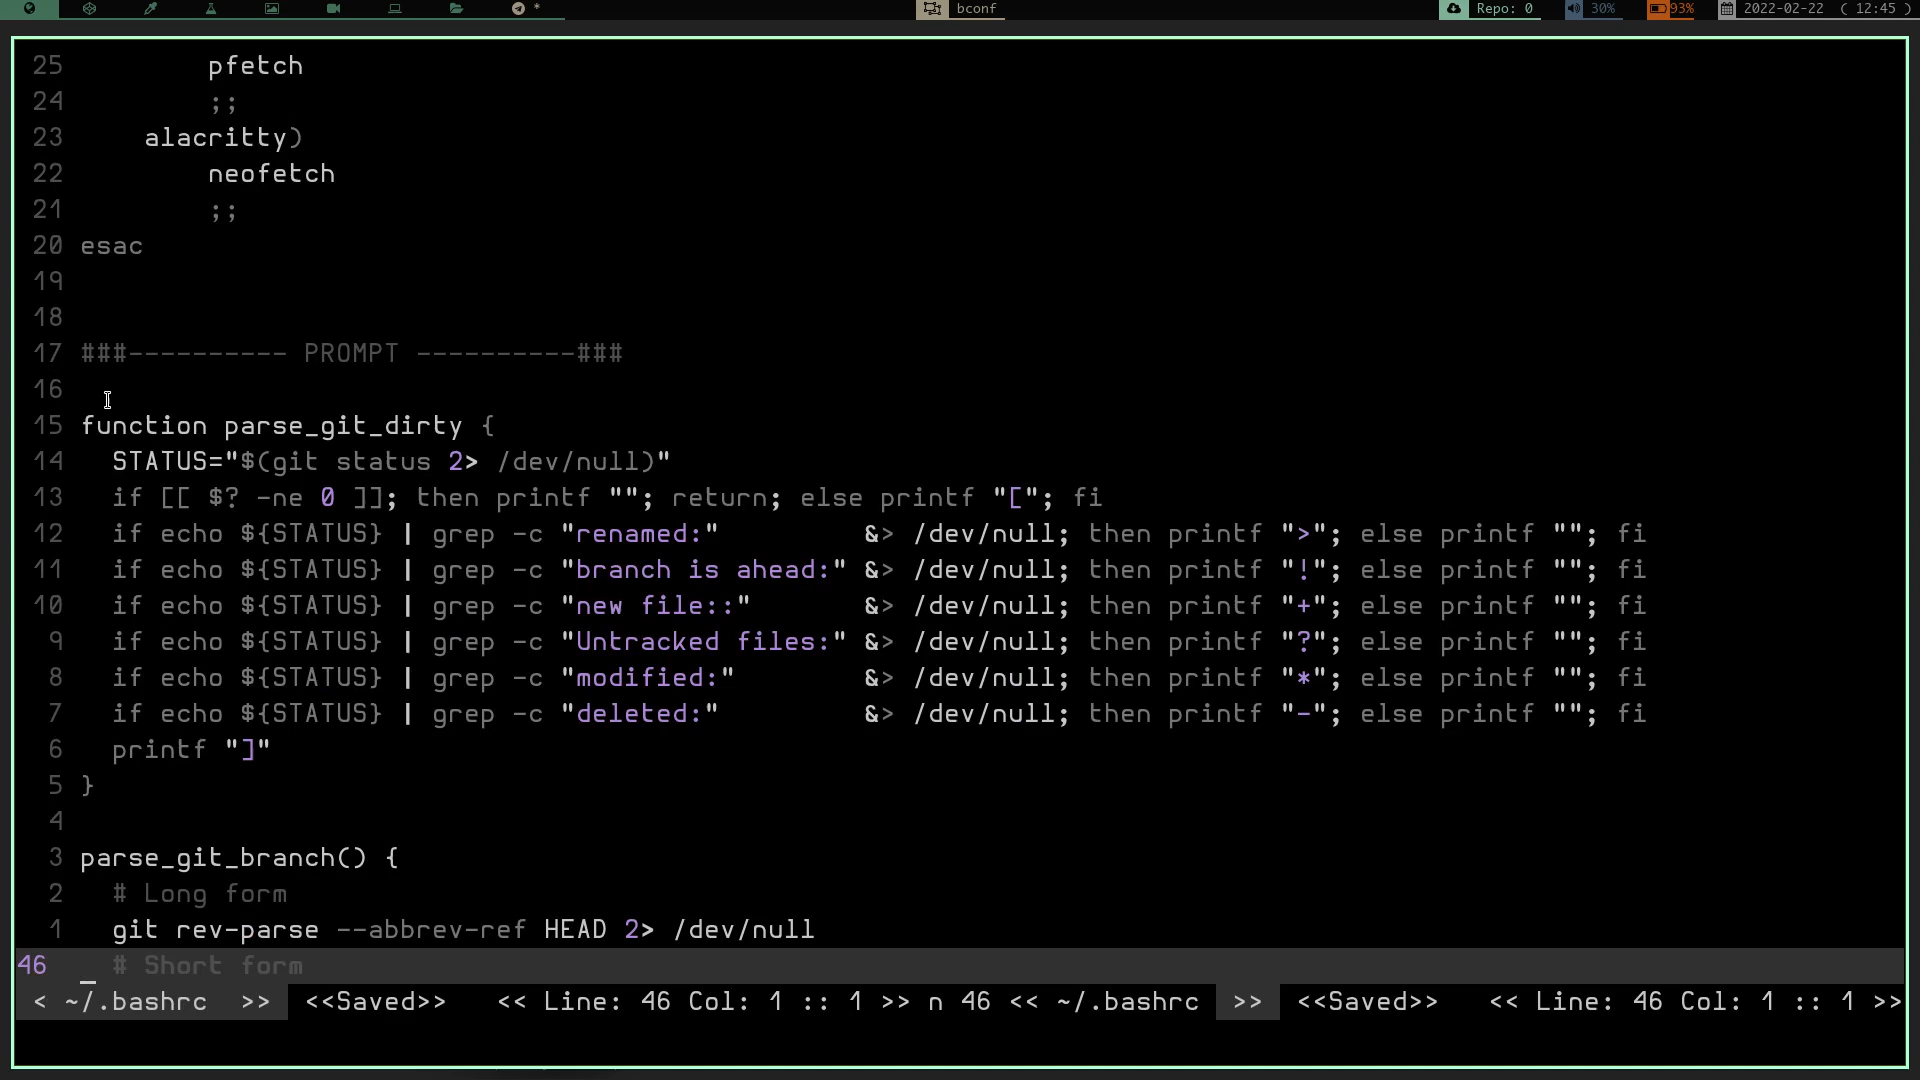 * bconf Repo: 0 30% 93% 2022-02-22 ( 12:45 )
25         pfetch
24         ;;
23     alacritty)
22         neofetch
21         ;;
20 esac
19
18
17 ###---------- PROMPT ----------###
16
15 function parse_git_dirty {
14   STATUS="$(git status 2> /dev/null)"
13   if [[ $? -ne 0 ]]; then printf ""; return; else printf "["; fi
12   if echo ${STATUS} | grep -c "renamed:"         &> /dev/null; then printf ">"; else printf ""; fi
11   if echo ${STATUS} | grep -c "branch is ahead:" &> /dev/null; then printf "!"; else printf ""; fi
10   if echo ${STATUS} | grep -c "new file::"       &> /dev/null; then printf "+"; else printf ""; fi
9   if echo ${STATUS} | grep -c "Untracked files:" &> /dev/null; then printf "?"; else printf ""; fi
8   if echo ${STATUS} | grep -c "modified:"        &> /dev/null; then printf "*"; else printf ""; fi
7   if echo ${STATUS} | grep -c "deleted:"         &> /dev/null; then printf "-"; else printf ""; fi
6   printf "]"
5 }
4
3 parse_git_branch() {
2   # Long form
1   git rev-parse --abbrev-ref HEAD 2> /dev/null
46    # Short form
< ~/.bashrc  >>  <<Saved>>   << Line: 46 Col: 1 :: 1 >> n 46 << ~/.bashrc  >>  <<Saved>>   << Line: 46 Col: 1 :: 1 >>